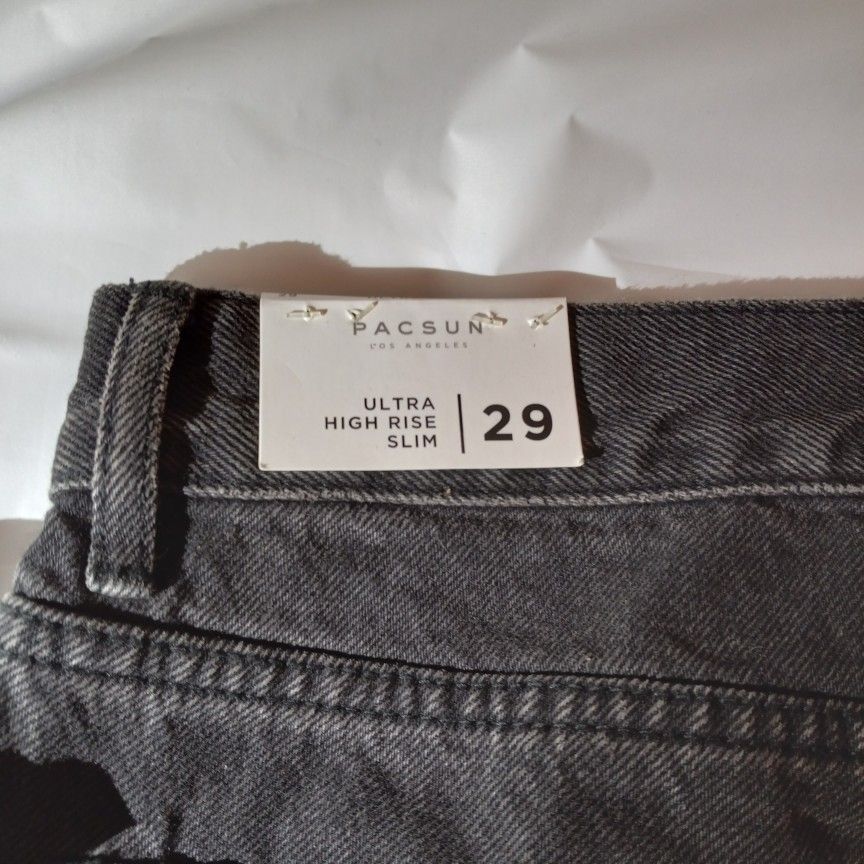 PACSUN
LOS ANGELES
ULTRA
HIGH RISE
SLIM
29